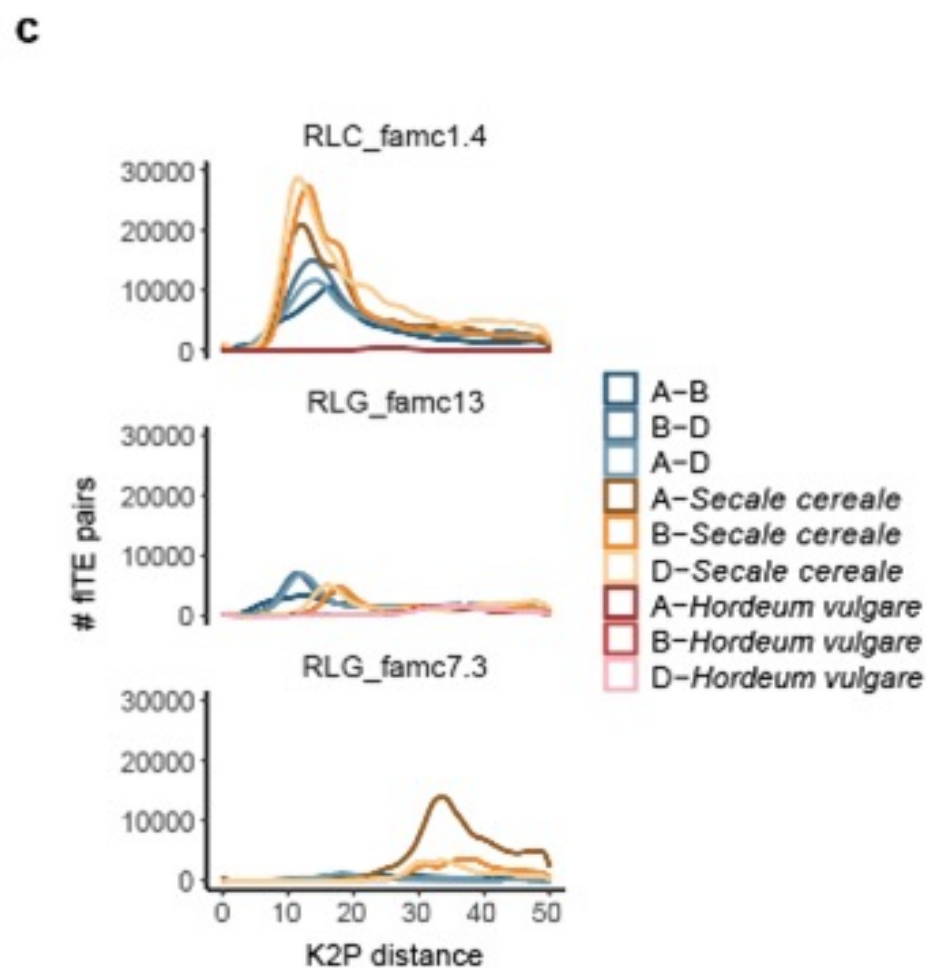 c
RLC_famc1.4
30000
20000
10000
0
RLG_famc13
30000
20000
10000
0
RLG_famc7.3
30000
20000
10000
0
0 10 20 30 40 50
K2P distance
# flTE pairs
A−B
B−D
A−D
A−Secale cereale
B−Secale cereale
D−Secale cereale
A−Hordeum vulgare
B−Hordeum vulgare
D−Hordeum vulgare